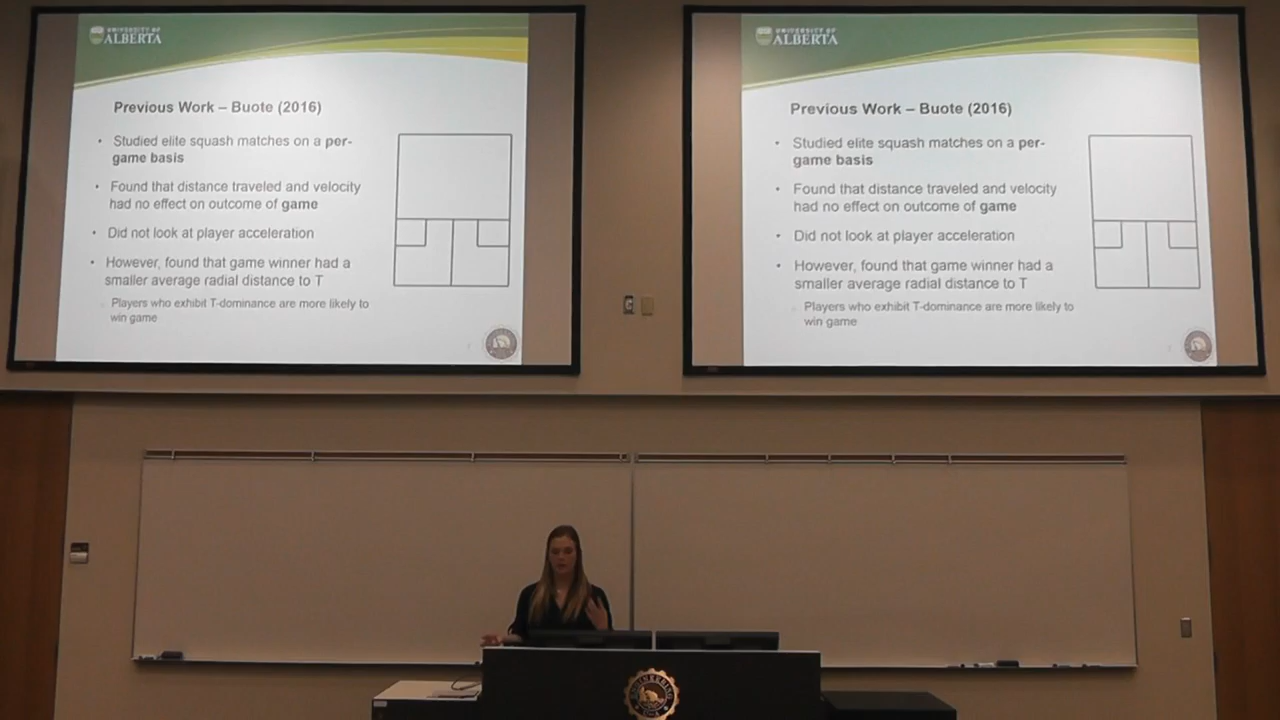 UNIVERSITY OF
ALBERTA
Previous Work – Buote (2016)
• Studied elite squash matches on a per-
game basis
• Found that distance traveled and velocity
had no effect on outcome of game
• Did not look at player acceleration
• However, found that game winner had a
smaller average radial distance to T
Players who exhibit T-dominance are more likely to
win game
UNIVERSITY OF
ALBERTA
Previous Work – Buote (2016)
• Studied elite squash matches on a per-
game basis
• Found that distance traveled and velocity
had no effect on outcome of game
• Did not look at player acceleration
• However, found that game winner had a
smaller average radial distance to T
Players who exhibit T-dominance are more likely to
win game